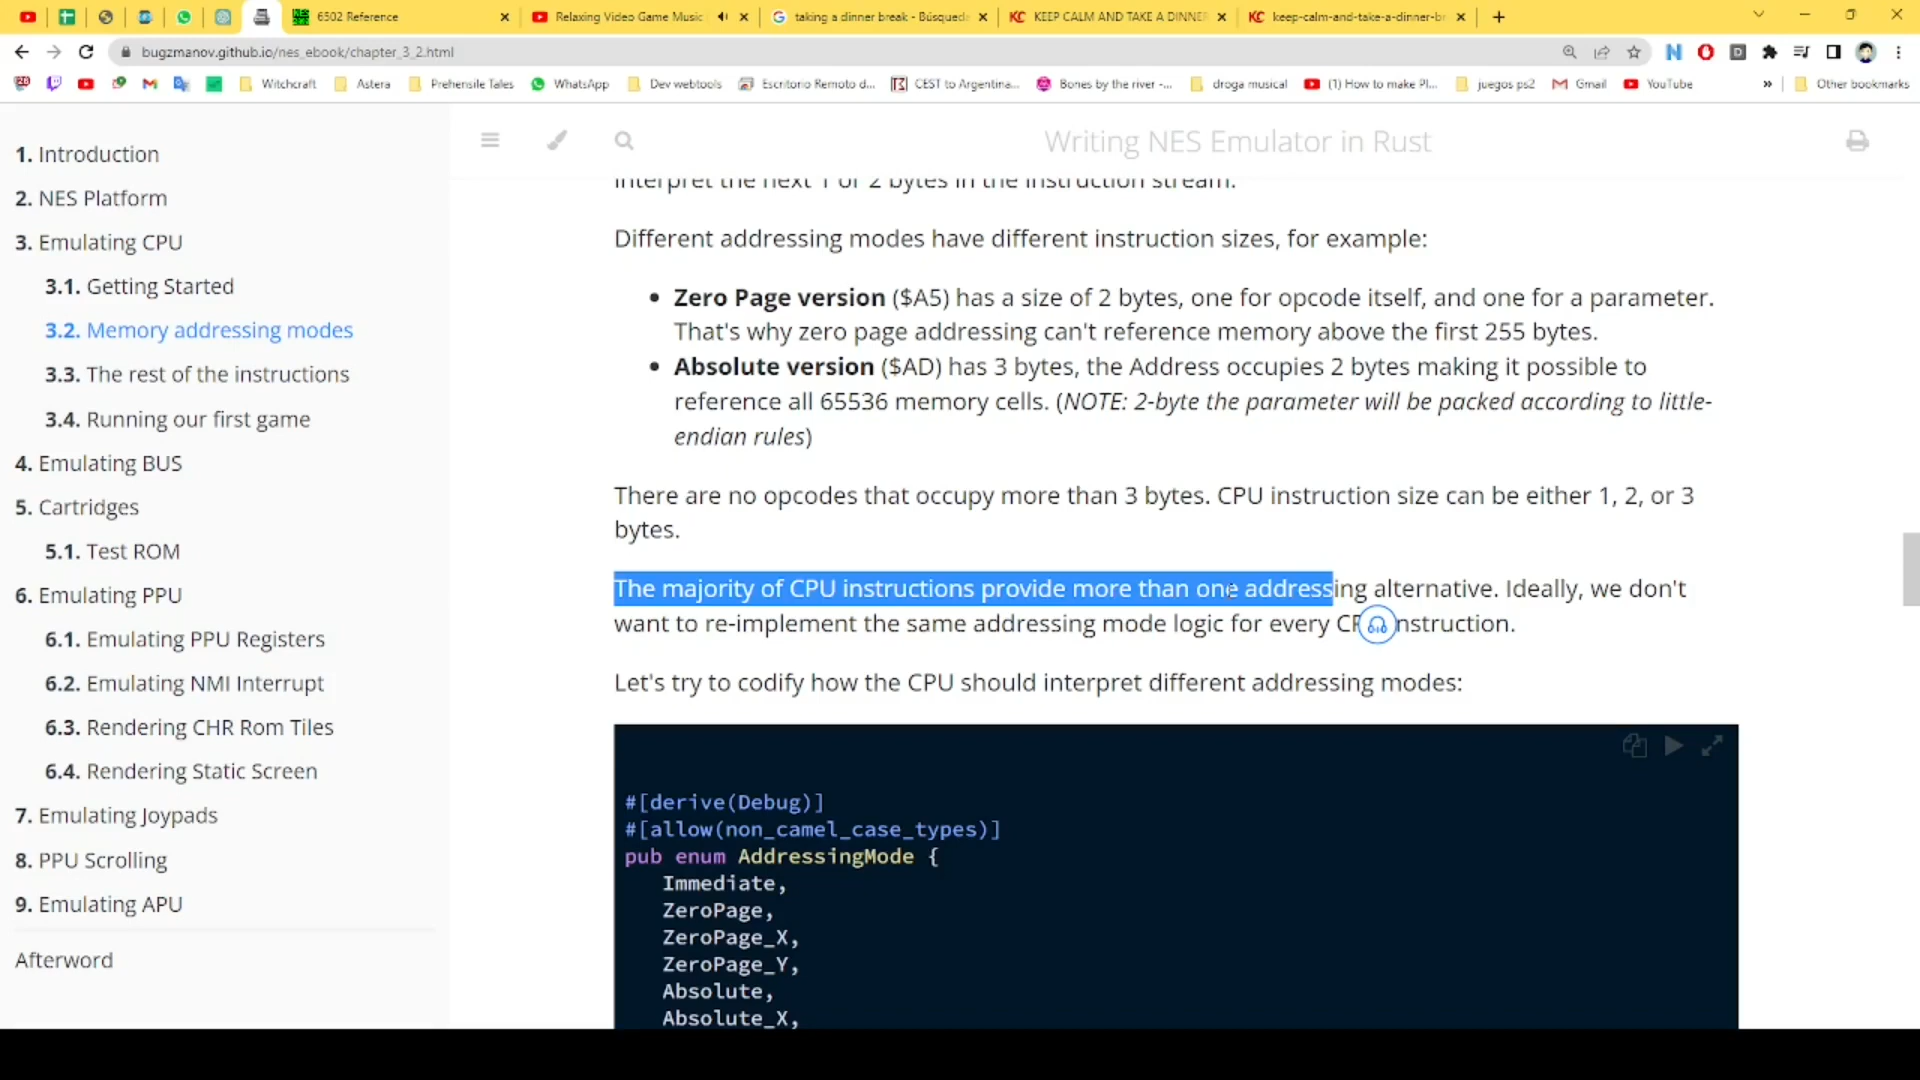 6502 Reference
Relaxing Video Game Music
taking a dinner break - Búsqued
KEEP CALM AND TAKE A DINNER
keep-calm-and-take-a-dinner-br
bugzmanov.github.io/nes_ebook/chapter_3_2.html
Witchcraft
Astera
Prehensile Tales
WhatsApp
Dev webtools
Escritorio Remoto d...
CEST to Argentina...
Bones by the river -...
droga musical
(1) How to make Pl...
juegos ps2
Gmail
YouTube
»
Other bookmarks
1. Introduction
2. NES Platform
3. Emulating CPU
3.1. Getting Started
3.2. Memory addressing modes
3.3. The rest of the instructions
3.4. Running our first game
4. Emulating BUS
5. Cartridges
5.1. Test ROM
6. Emulating PPU
6.1. Emulating PPU Registers
6.2. Emulating NMI Interrupt
6.3. Rendering CHR Rom Tiles
6.4. Rendering Static Screen
7. Emulating Joypads
8. PPU Scrolling
9. Emulating APU
Afterword
Writing NES Emulator in Rust
interpret the next 1 or 2 bytes in the instruction stream.
Different addressing modes have different instruction sizes, for example:
• Zero Page version ($A5) has a size of 2 bytes, one for opcode itself, and one for a parameter.
That's why zero page addressing can't reference memory above the first 255 bytes.
• Absolute version ($AD) has 3 bytes, the Address occupies 2 bytes making it possible to
reference all 65536 memory cells. (NOTE: 2-byte the parameter will be packed according to little-
endian rules)
There are no opcodes that occupy more than 3 bytes. CPU instruction size can be either 1, 2, or 3
bytes.
The majority of CPU instructions provide more than one addressing alternative. Ideally, we don't
want to re-implement the same addressing mode logic for every CPU instruction.
Let's try to codify how the CPU should interpret different addressing modes:
#[derive(Debug)]
#[allow(non_camel_case_types)]
pub enum AddressingMode {
Immediate,
ZeroPage,
ZeroPage_X,
ZeroPage_Y,
Absolute,
Absolute_X,